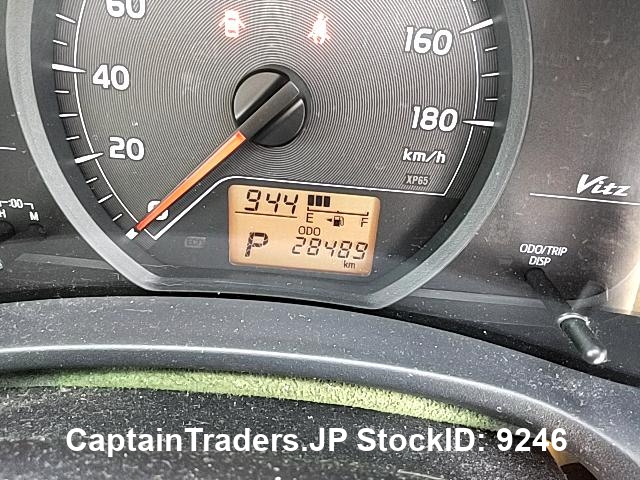 60
40
20
0
160
180
km/h
XP65
Vitz
:00
H M
944
E F
ODO
P 28489
km
ODO/TRIP
DISP
CaptainTraders.JP StockID: 9246